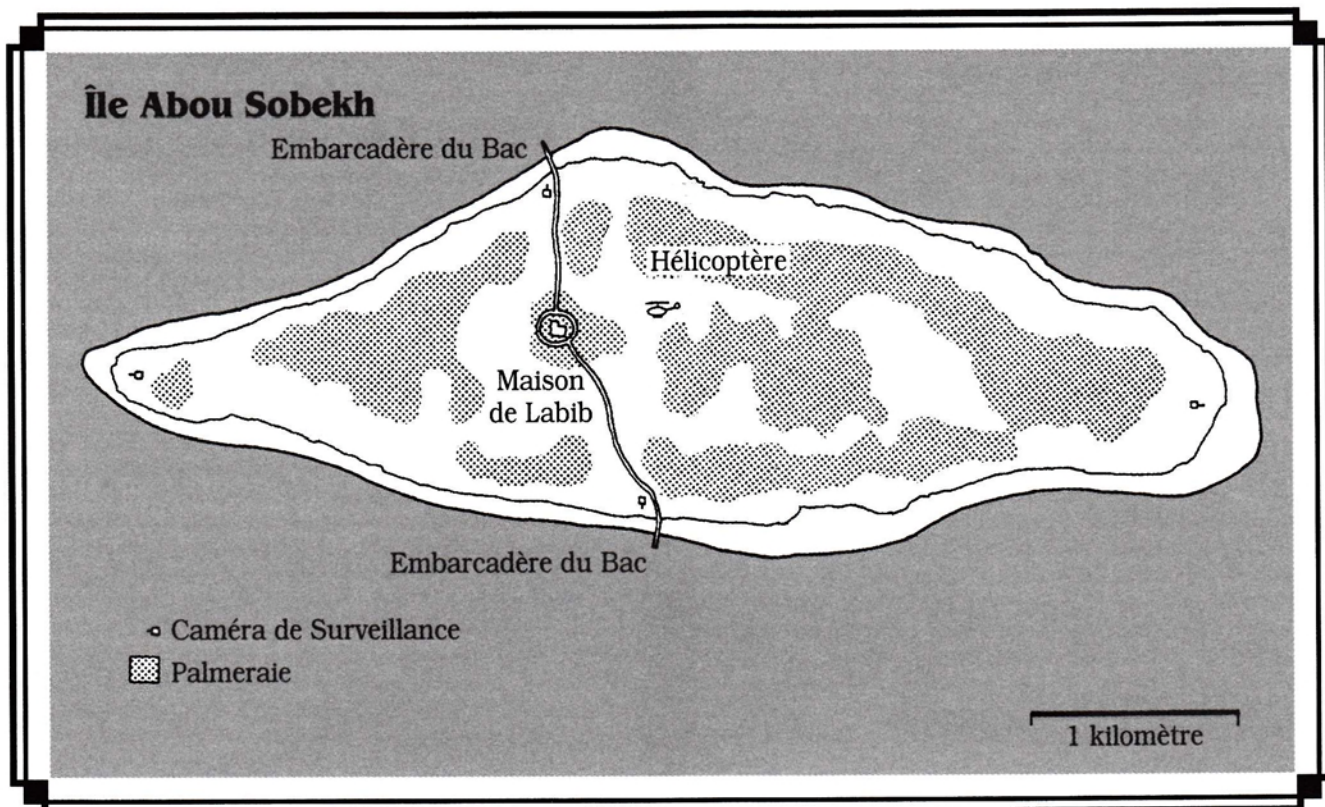 Île Abou Sobekh
Embarcadère du Bac
Hélicoptère
Maison
de Labib
Embarcadère du Bac
Caméra de Surveillance
Palmeraie
1 kilomètre